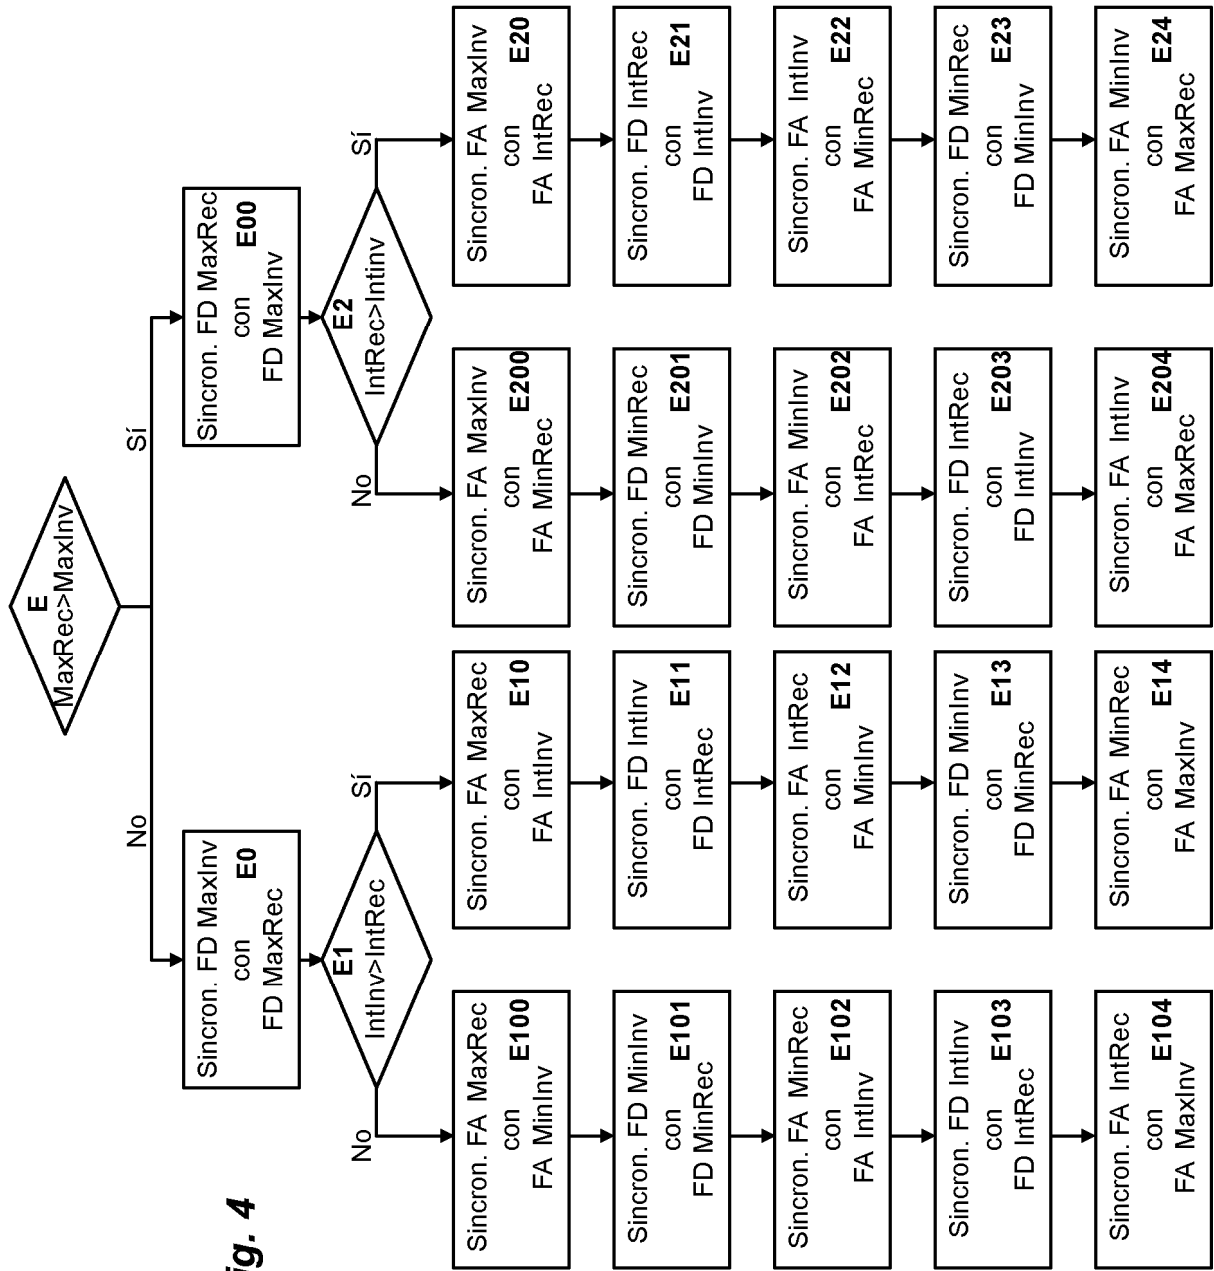 E
MaxRec>MaxInv
No
Sí
ig. 4
Sincron. FD MaxInv
con E0
FD MaxRec
Sincron. FD MaxRec
con E00
FD MaxInv
E1
IntInv>IntRec
E2
IntRec>Intinv
No
Sí
No
Sí
Sincron. FA MaxRec
con E100
FA MinInv
Sincron. FA MaxRec
con E10
FA IntInv
Sincron. FA MaxInv
con E200
FA MinRec
Sincron. FA MaxInv
con E20
FA IntRec
Sincron. FD MinInv
con E101
FD MinRec
Sincron. FD IntInv
con E11
FD IntRec
Sincron. FD MinRec
con E201
FD MinInv
Sincron. FD IntRec
con E21
FD IntInv
Sincron. FA MinRec
con E102
FA IntInv
Sincron. FA IntRec
con E12
FA MinInv
Sincron. FA MinInv
con E202
FA IntRec
Sincron. FA IntInv
con E22
FA MinRec
Sincron. FD IntInv
con E103
FD IntRec
Sincron. FD MinInv
con E13
FD MinRec
Sincron. FD IntRec
con E203
FD IntInv
Sincron. FD MinRec
con E23
FD MinInv
Sincron. FA IntRec
con E104
FA MaxInv
Sincron. FA MinRec
con E14
FA MaxInv
Sincron. FA IntInv
con E204
FA MaxRec
Sincron. FA MinInv
con E24
FA MaxRec